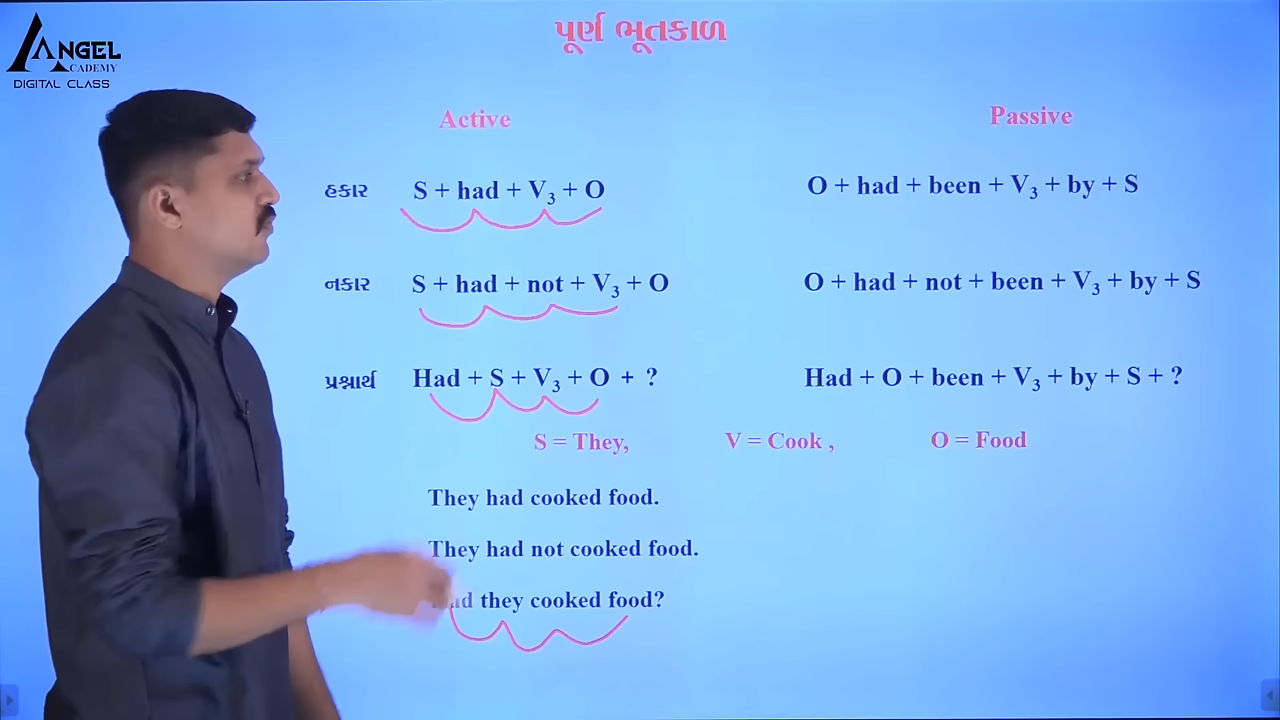 ANGEL
ACADEMY
DIGITAL CLASS
પૂર્ણ ભૂતકાળ
Active Passive
હકાર S + had + V3 + O O + had + been + V3 + by + S
નકાર S + had + not + V3 + O O + had + not + been + V3 + by + S
પ્રશ્નાર્થ Had + S + V3 + O + ? Had + O + been + V3 + by + S + ?
S = They, V = Cook , O = Food
They had cooked food.
They had not cooked food.
they cooked food?